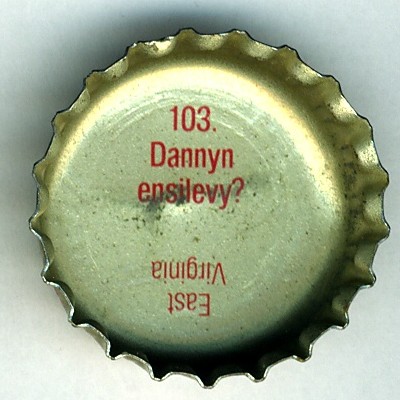 103.
Dannyn
ensilevy?
East
Virginia